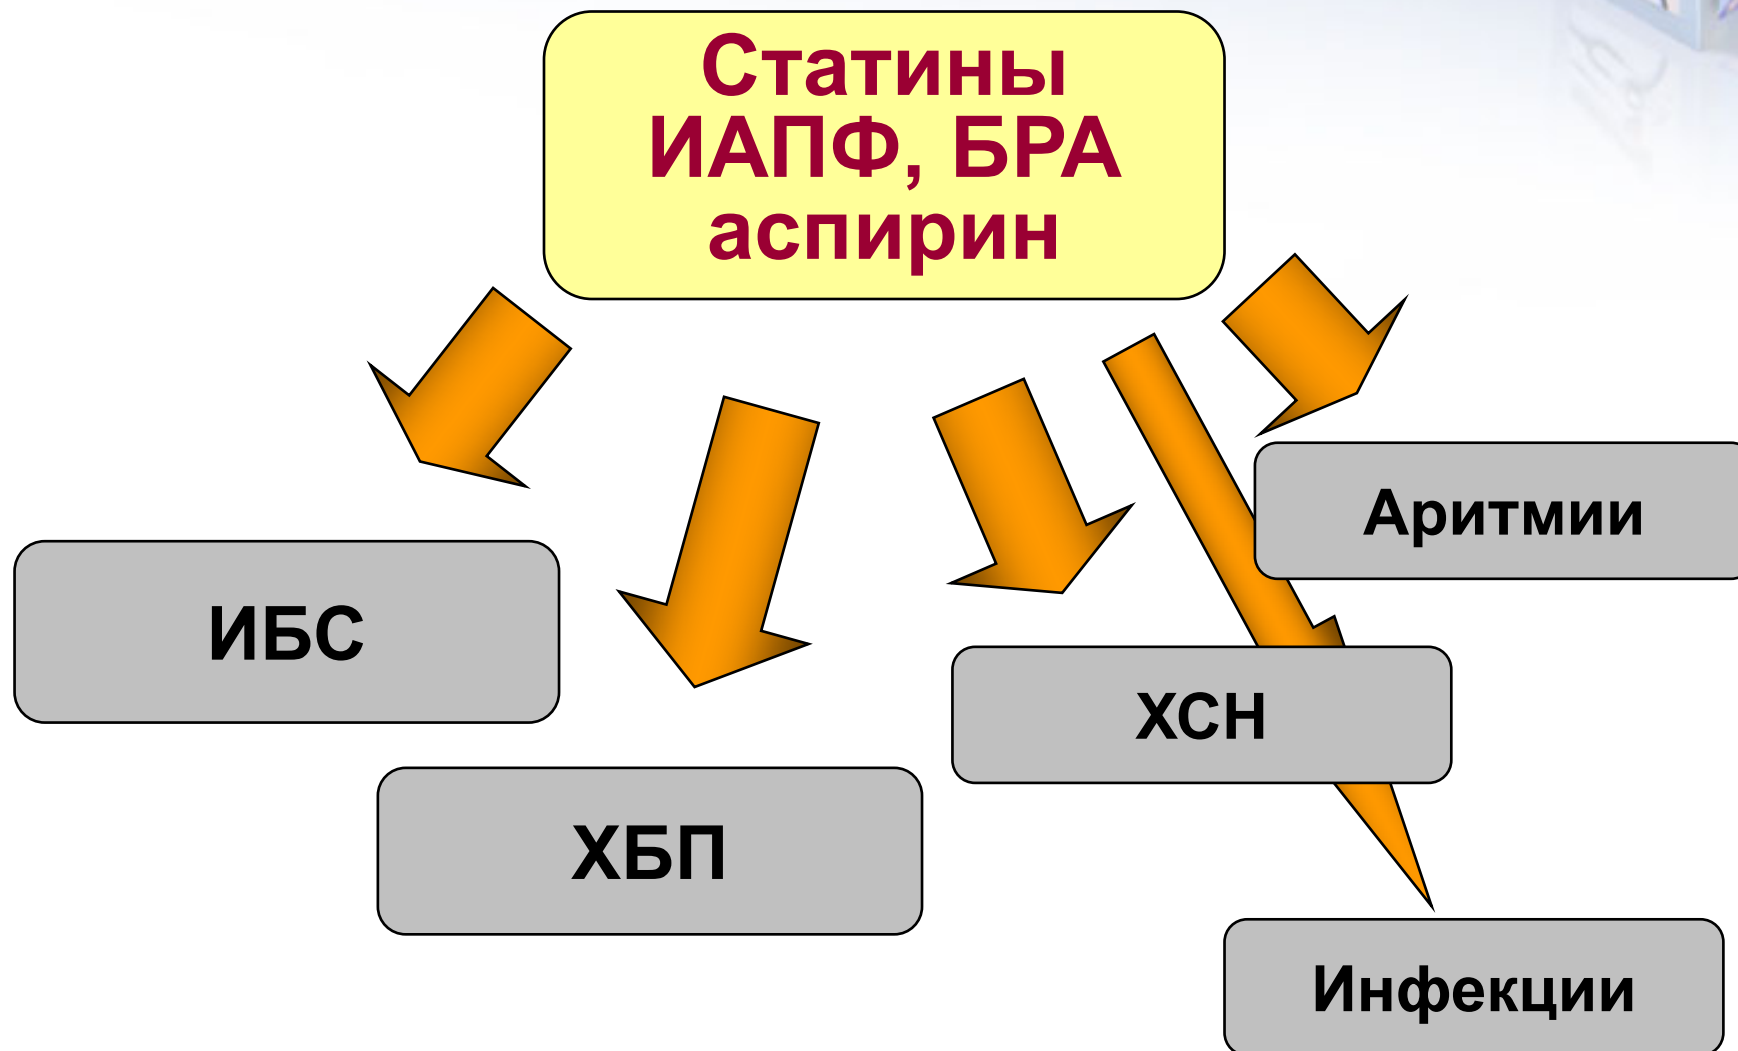 Статины
ИАПФ, БРА
аспирин
Аритмии
ИБС
ХСН
ХБП
Инфекции